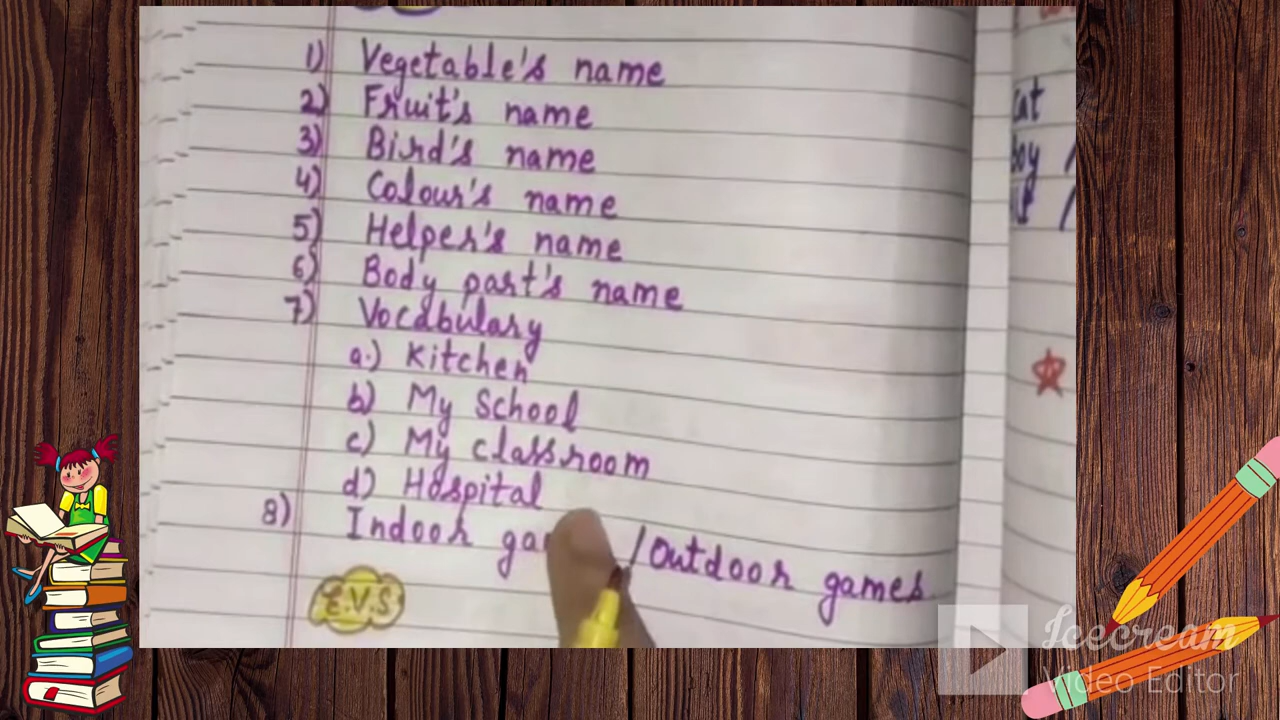 1) Vegetable's name
2) Fruit's name
3) Bird's name
4) Colour's name
5) Helper's name
6) Body part's name
7) Vocabulary
a.) Kitchen
b) My School
c) My classroom
d) Hospital
8) Indoor / Outdoor games
E.V.S
Icecream
Video Editor